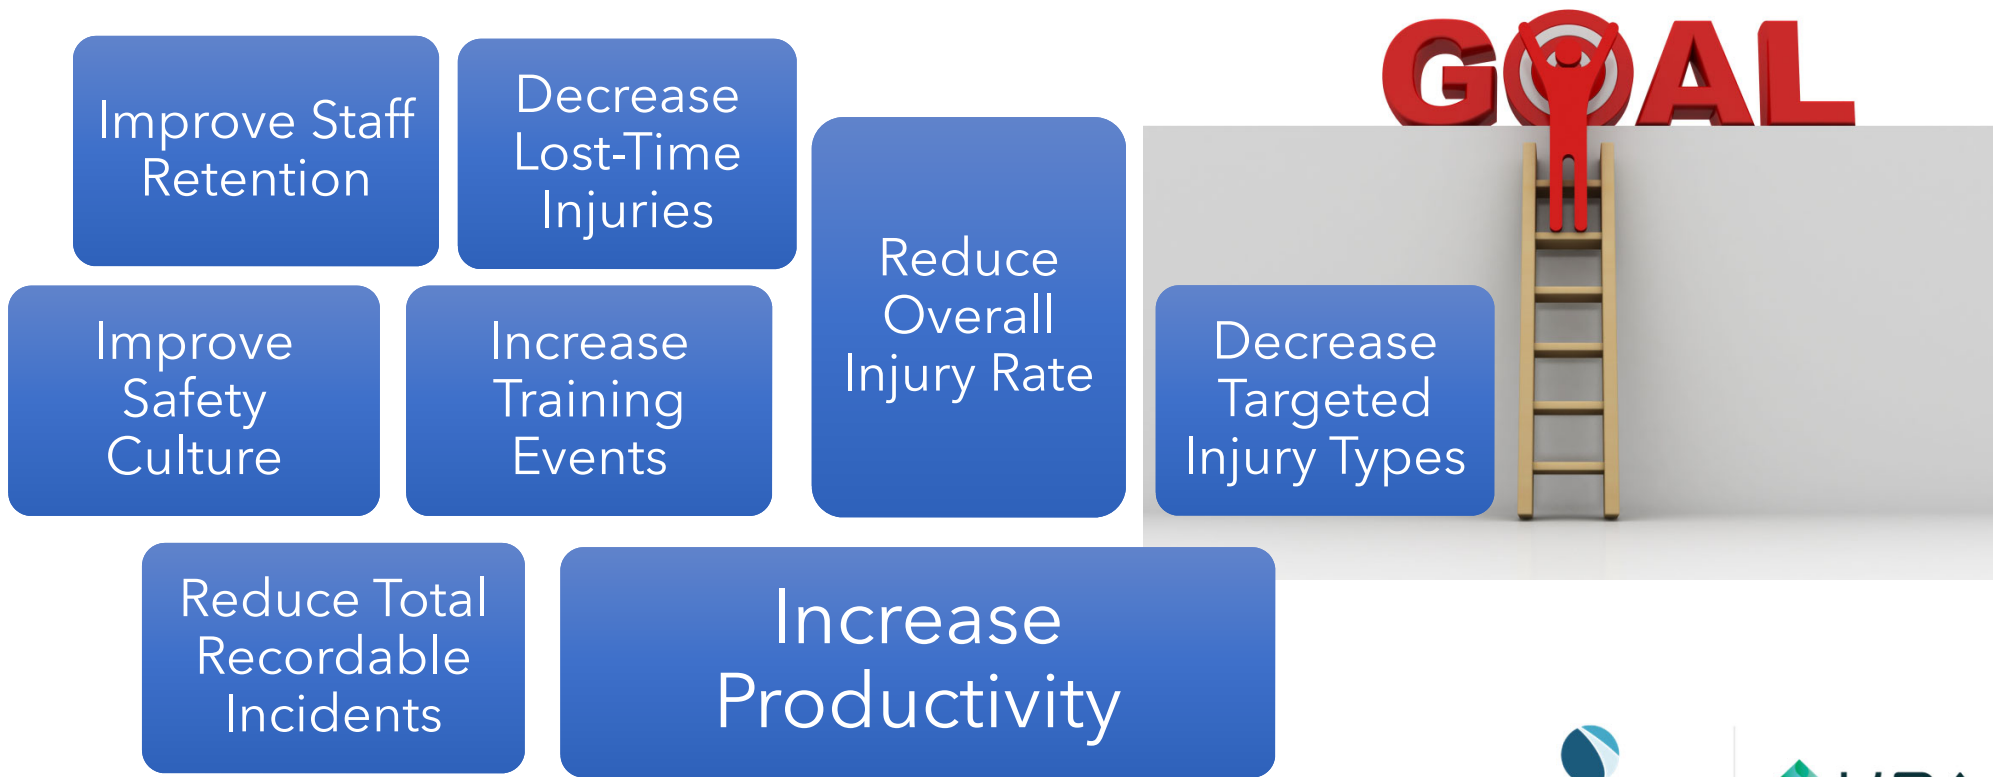 GOAL
Improve Staff
Retention
Decrease
Lost-Time
Injuries
Reduce
Overall
Injury Rate
Improve
Safety
Culture
Increase
Training
Events
Decrease
Targeted
Injury Types
Reduce Total
Recordable
Incidents
Increase
Productivity